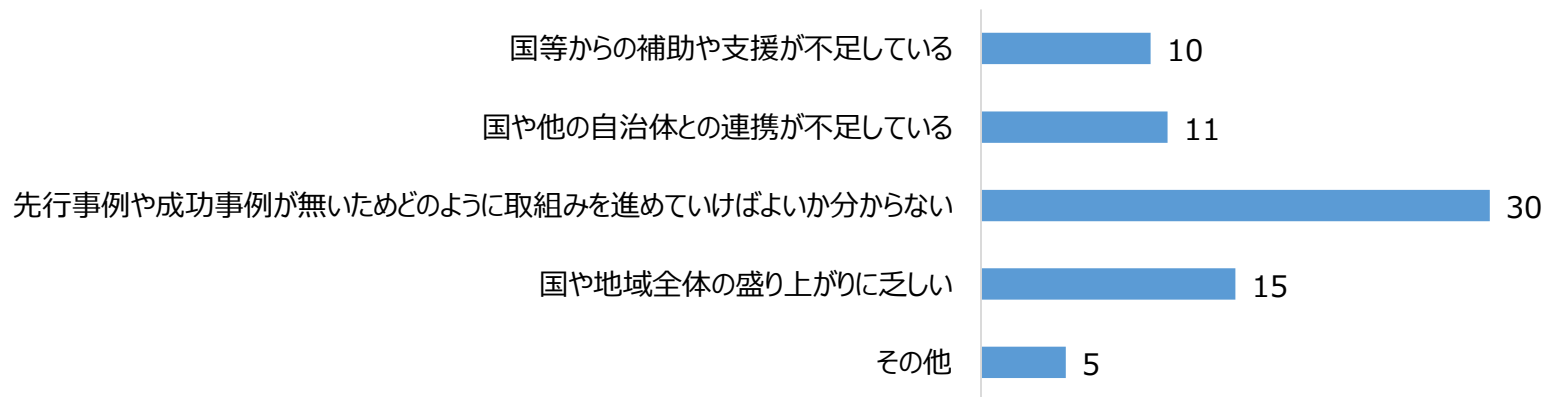 国等からの補助や支援が不足している 10
国や他の自治体との連携が不足している 11
先行事例や成功事例が無いためどのように取組みを進めていけばよいか分からない 30
国や地域全体の盛り上がりに乏しい 15
その他 5